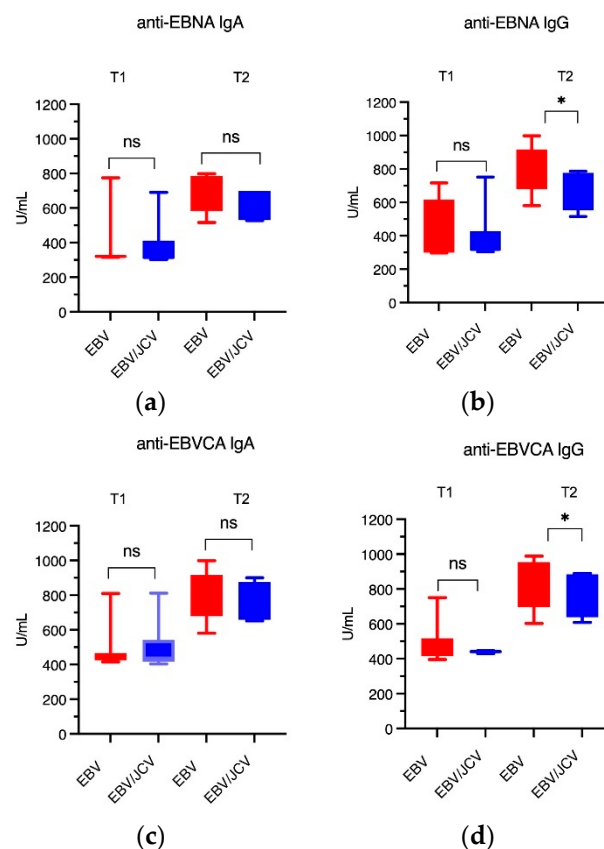 anti-EBNA IgA
T1 T2
1200
1000
800
600
400
200
0
U/mL
ns
ns
EBV
EBV/JCV
EBV
EBV/JCV
(a)
anti-EBNA IgG
T1 T2
1200
1000
800
600
400
200
0
U/mL
ns
*
EBV
EBV/JCV
EBV
EBV/JCV
(b)
anti-EBVCA IgA
T1 T2
1200
1000
800
600
400
200
0
U/mL
ns
ns
EBV
EBV/JCV
EBV
EBV/JCV
(c)
anti-EBVCA IgG
T1 T2
1200
1000
800
600
400
200
0
U/mL
ns
*
EBV
EBV/JCV
EBV
EBV/JCV
(d)